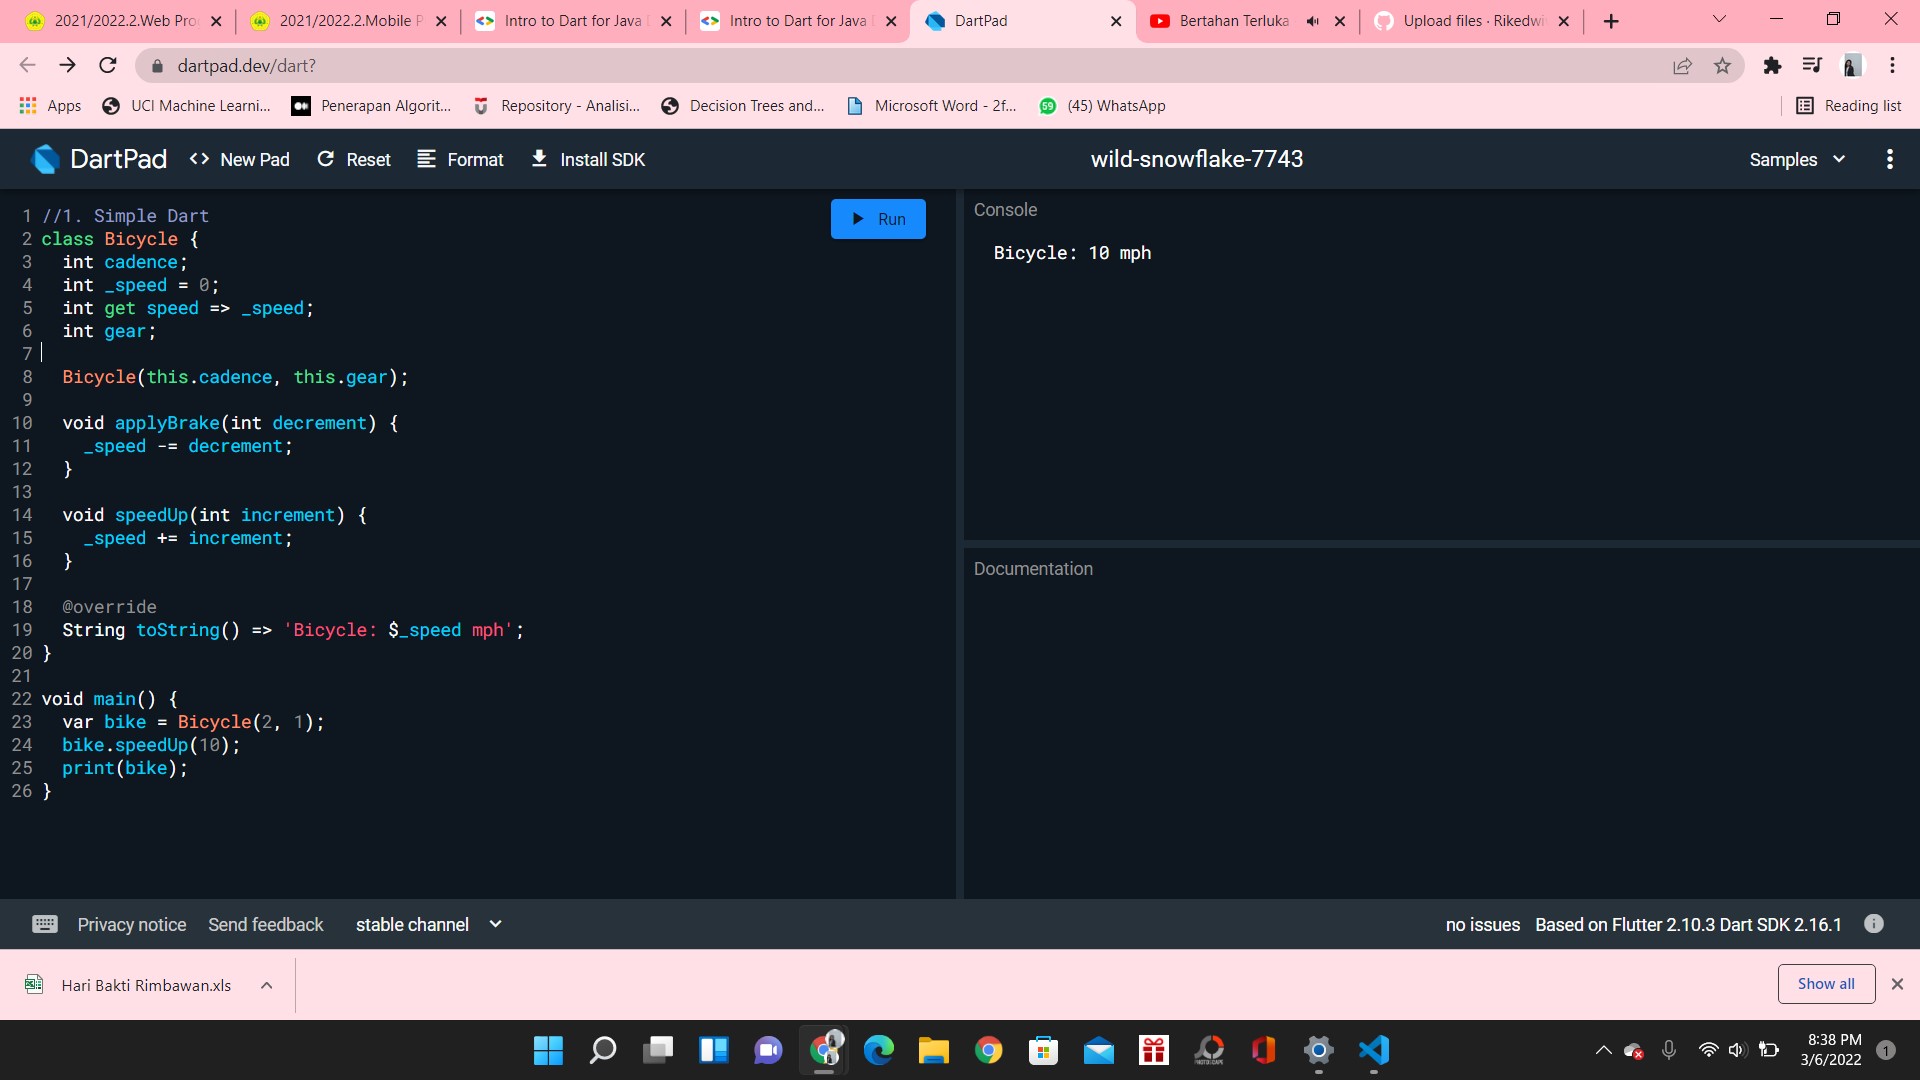 2021/2022.2.Web Pro
2021/2022.2.Mobile P
Intro to Dart for Java D
Intro to Dart for Java D
DartPad
Bertahan Terluka
Upload files · Rikedwi
dartpad.dev/dart?
Apps
UCI Machine Learni...
Penerapan Algorit...
Repository - Analisi...
Decision Trees and...
Microsoft Word - 2f...
59
(45) WhatsApp
Reading list
DartPad
<> New Pad
Reset
Format
Install SDK
wild-snowflake-7743
Samples
1 //1. Simple Dart
2 class Bicycle {
3   int cadence;
4   int _speed = 0;
5   int get speed => _speed;
6   int gear;
7
8   Bicycle(this.cadence, this.gear);
9
10   void applyBrake(int decrement) {
11     _speed -= decrement;
12   }
13
14   void speedUp(int increment) {
15     _speed += increment;
16   }
17
18   @override
19   String toString() => 'Bicycle: $_speed mph';
20 }
21
22 void main() {
23   var bike = Bicycle(2, 1);
24   bike.speedUp(10);
25   print(bike);
26 }
Run
Console
Bicycle: 10 mph
Documentation
Privacy notice
Send feedback
stable channel
no issues
Based on Flutter 2.10.3 Dart SDK 2.16.1
Hari Bakti Rimbawan.xls
Show all
8:38 PM
3/6/2022
1